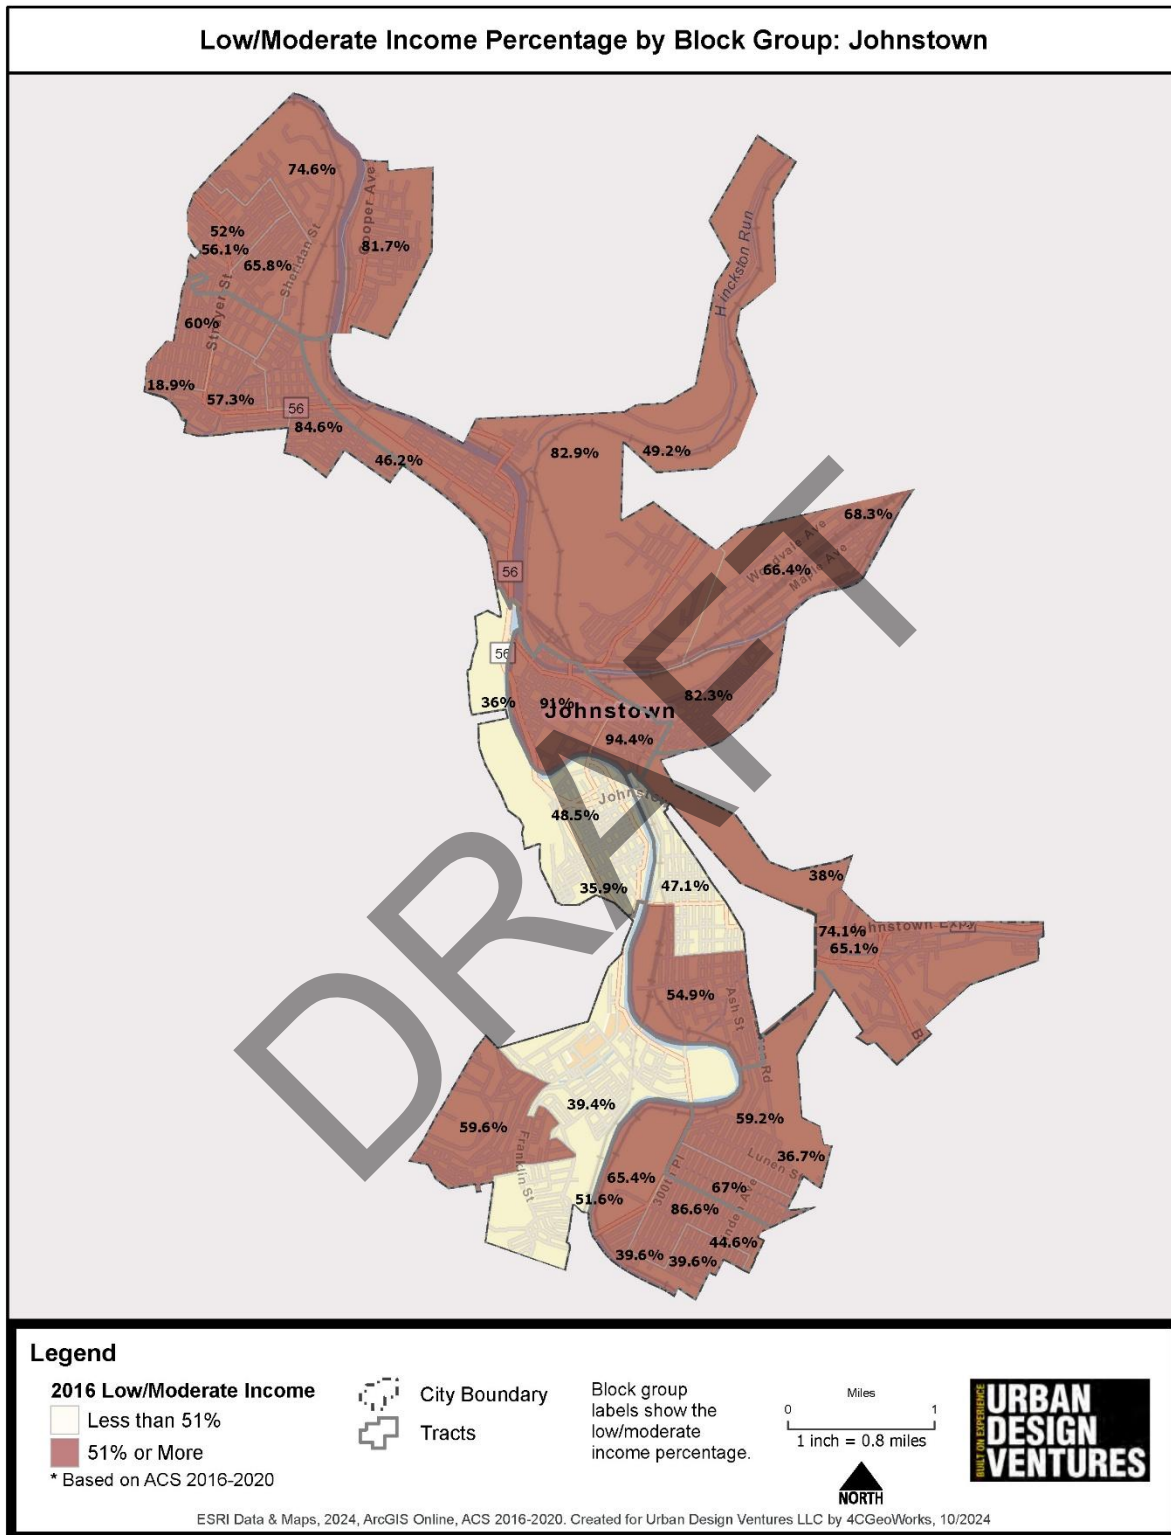 Low/Moderate Income Percentage by Block Group: Johnstown
74.6%
Cooper Ave
81.7%
52%
56.1%
65.8%
Sheridan St
Strayer St
60%
18.9%
57.3%
56
84.6%
46.2%
Hinckston Run
82.9%
49.2%
68.3%
Woodvale Ave
66.4%
Maple Ave
56
56
36%
91%
Johnstown
82.3%
94.4%
48.5%
35.9%
47.1%
38%
74.1%
65.1%
54.9%
Ash St
Rd
39.4%
59.6%
Franklin St
59.2%
36.7%
65.4%
51.6%
67%
86.6%
44.6%
39.6%
39.6%
DRAFT
Legend
2016 Low/Moderate Income
Less than 51%
51% or More
* Based on ACS 2016-2020
City Boundary
Tracts
Block group
labels show the
low/moderate
income percentage.
Miles
0 1
1 inch = 0.8 miles
NORTH
BUILT ON EXPERIENCE
URBAN
DESIGN
VENTURES
ESRI Data & Maps, 2024, ArcGIS Online, ACS 2016-2020. Created for Urban Design Ventures LLC by 4CGeoWorks, 10/2024